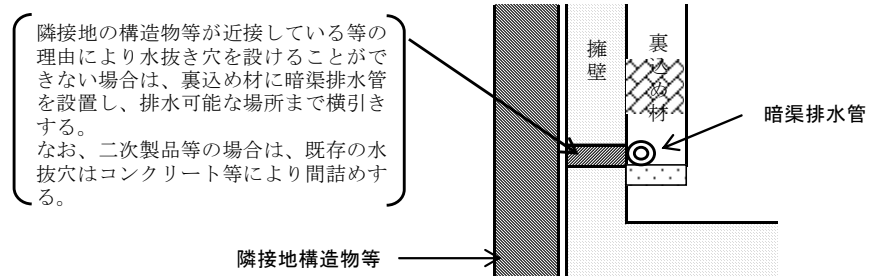 隣接地の構造物等が近接している等の
理由により水抜き穴を設けることがで
きない場合は、裏込め材に暗渠排水管
を設置し、排水可能な場所まで横引き
する。
なお、二次製品等の場合は、既存の水
抜穴はコンクリート等により間詰めす
る。
擁壁
裏込め材
暗渠排水管
隣接地構造物等